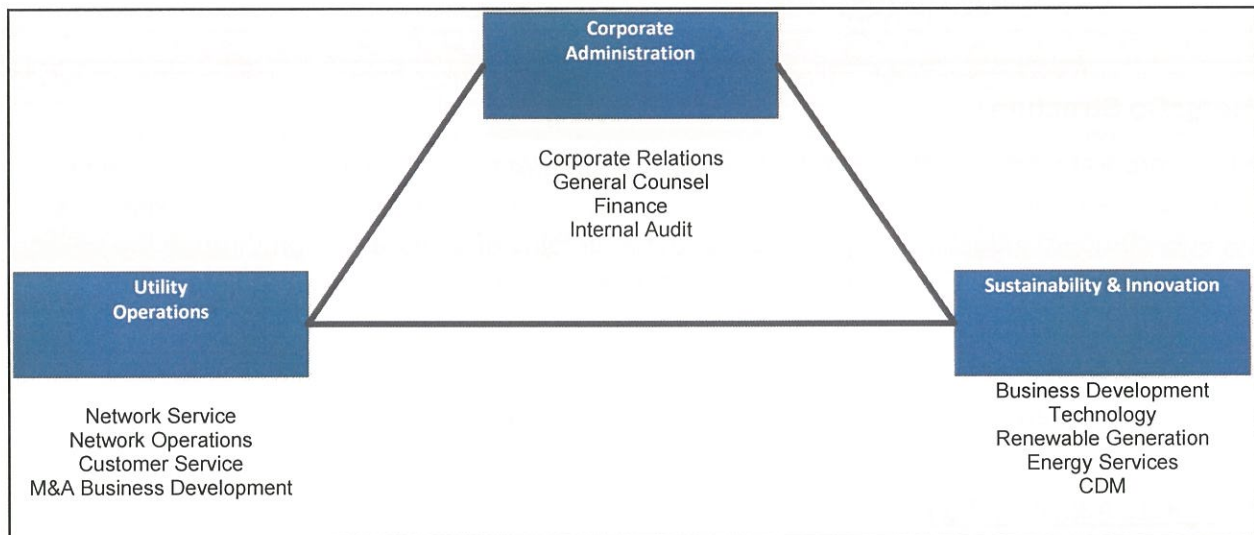 Corporate
Administration
Corporate Relations
General Counsel
Finance
Internal Audit
Utility
Operations
Network Service
Network Operations
Customer Service
M&A Business Development
Sustainability & Innovation
Business Development
Technology
Renewable Generation
Energy Services
CDM